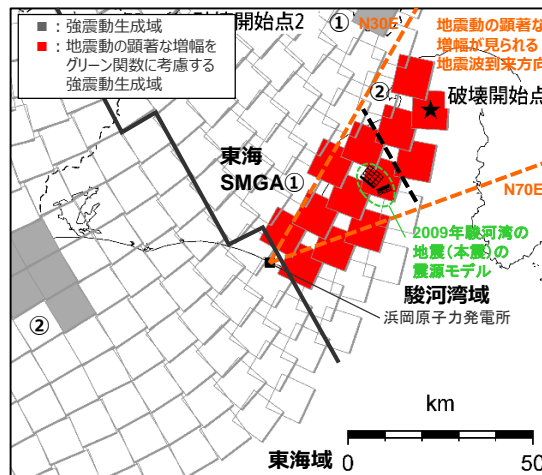 ■：強震動生成域
■：地震動の顕著な増幅を
グリーン関数に考慮する
強震動生成域
破壊開始点2
①
N30E
地震動の顕著な
増幅が見られる
地震波到来方向
②
★ 破壊開始点
東海
SMGA①
N70E
2009年駿河湾の
地震(本震)の
震源モデル
駿河湾域
浜岡原子力発電所
②
km
東海域
0
50